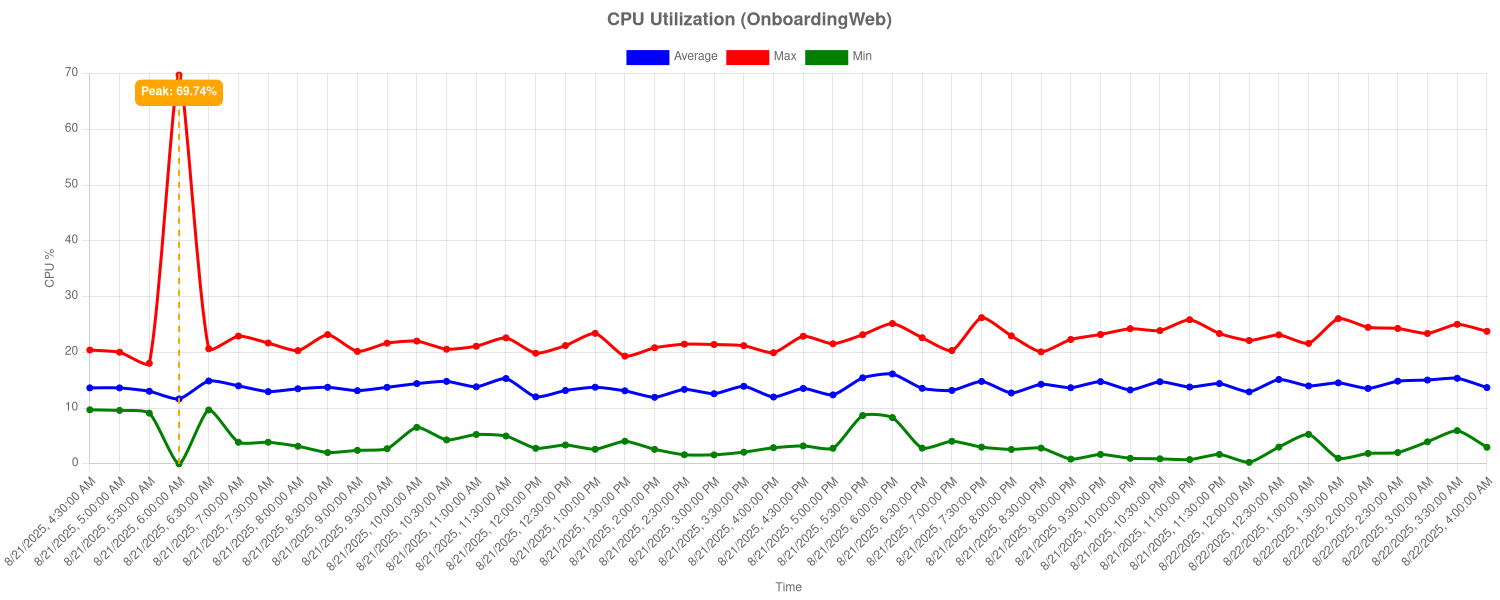 CPU Utilization (OnboardingWeb)
Average Max Min
Peak: 69.74%
CPU %
70
60
50
40
30
20
10
0
8/21/2025, 4:30:00 AM
8/21/2025, 5:00:00 AM
8/21/2025, 5:30:00 AM
8/21/2025, 6:00:00 AM
8/21/2025, 6:30:00 AM
8/21/2025, 7:00:00 AM
8/21/2025, 7:30:00 AM
8/21/2025, 8:00:00 AM
8/21/2025, 8:30:00 AM
8/21/2025, 9:00:00 AM
8/21/2025, 9:30:00 AM
8/21/2025, 10:00:00 AM
8/21/2025, 10:30:00 AM
8/21/2025, 11:00:00 AM
8/21/2025, 11:30:00 AM
8/21/2025, 12:00:00 PM
8/21/2025, 12:30:00 PM
8/21/2025, 1:00:00 PM
8/21/2025, 1:30:00 PM
8/21/2025, 2:00:00 PM
8/21/2025, 2:30:00 PM
8/21/2025, 3:00:00 PM
8/21/2025, 3:30:00 PM
8/21/2025, 4:00:00 PM
8/21/2025, 4:30:00 PM
8/21/2025, 5:00:00 PM
8/21/2025, 5:30:00 PM
8/21/2025, 6:00:00 PM
8/21/2025, 6:30:00 PM
8/21/2025, 7:00:00 PM
8/21/2025, 7:30:00 PM
8/21/2025, 8:00:00 PM
8/21/2025, 8:30:00 PM
8/21/2025, 9:00:00 PM
8/21/2025, 9:30:00 PM
8/21/2025, 10:00:00 PM
8/21/2025, 10:30:00 PM
8/21/2025, 11:00:00 PM
8/21/2025, 11:30:00 PM
8/22/2025, 12:00:00 AM
8/22/2025, 12:30:00 AM
8/22/2025, 1:00:00 AM
8/22/2025, 1:30:00 AM
8/22/2025, 2:00:00 AM
8/22/2025, 2:30:00 AM
8/22/2025, 3:00:00 AM
8/22/2025, 3:30:00 AM
8/22/2025, 4:00:00 AM
Time